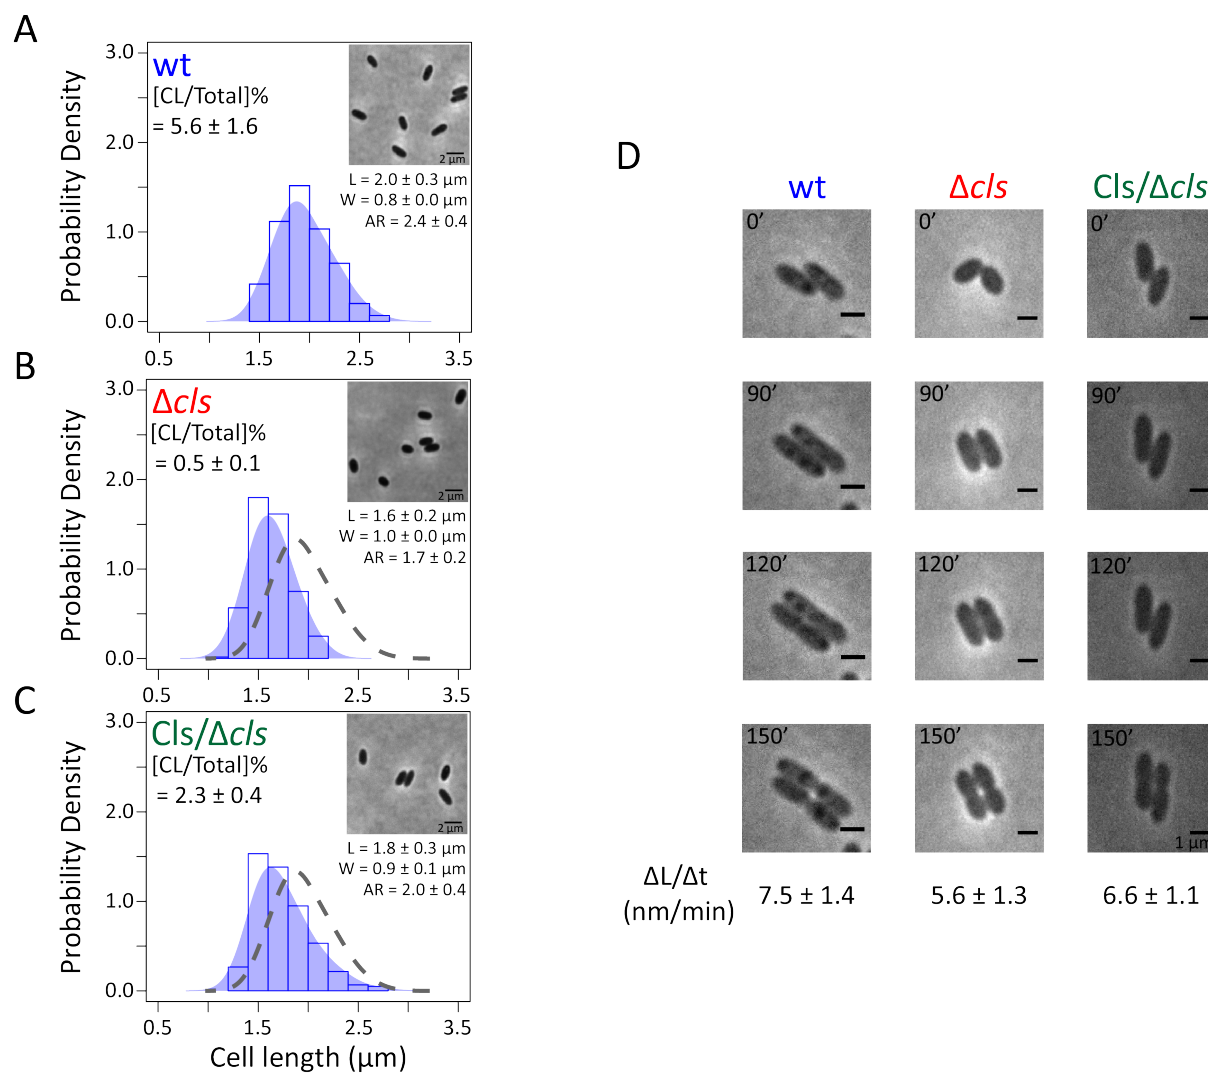 A
Probability Density
3.0
2.0
1.0
0.0
wt
[CL/Total]%
= 5.6 ± 1.6
2 µm
L = 2.0 ± 0.3 µm
W = 0.8 ± 0.0 µm
AR = 2.4 ± 0.4
0.5 1.5 2.5 3.5
B
Probability Density
3.0
2.0
1.0
0.0
Δcls
[CL/Total]%
= 0.5 ± 0.1
2 µm
L = 1.6 ± 0.2 µm
W = 1.0 ± 0.0 µm
AR = 1.7 ± 0.2
0.5 1.5 2.5 3.5
C
Probability Density
3.0
2.0
1.0
0.0
Cls/Δcls
[CL/Total]%
= 2.3 ± 0.4
2 µm
L = 1.8 ± 0.3 µm
W = 0.9 ± 0.1 µm
AR = 2.0 ± 0.4
0.5 1.5 2.5 3.5
Cell length (µm)
D
wt Δcls Cls/Δcls
0’ 0’ 0’
90’ 90’ 90’
120’ 120’ 120’
150’ 150’ 150’
1 µm
ΔL/Δt
(nm/min)
7.5 ± 1.4 5.6 ± 1.3 6.6 ± 1.1